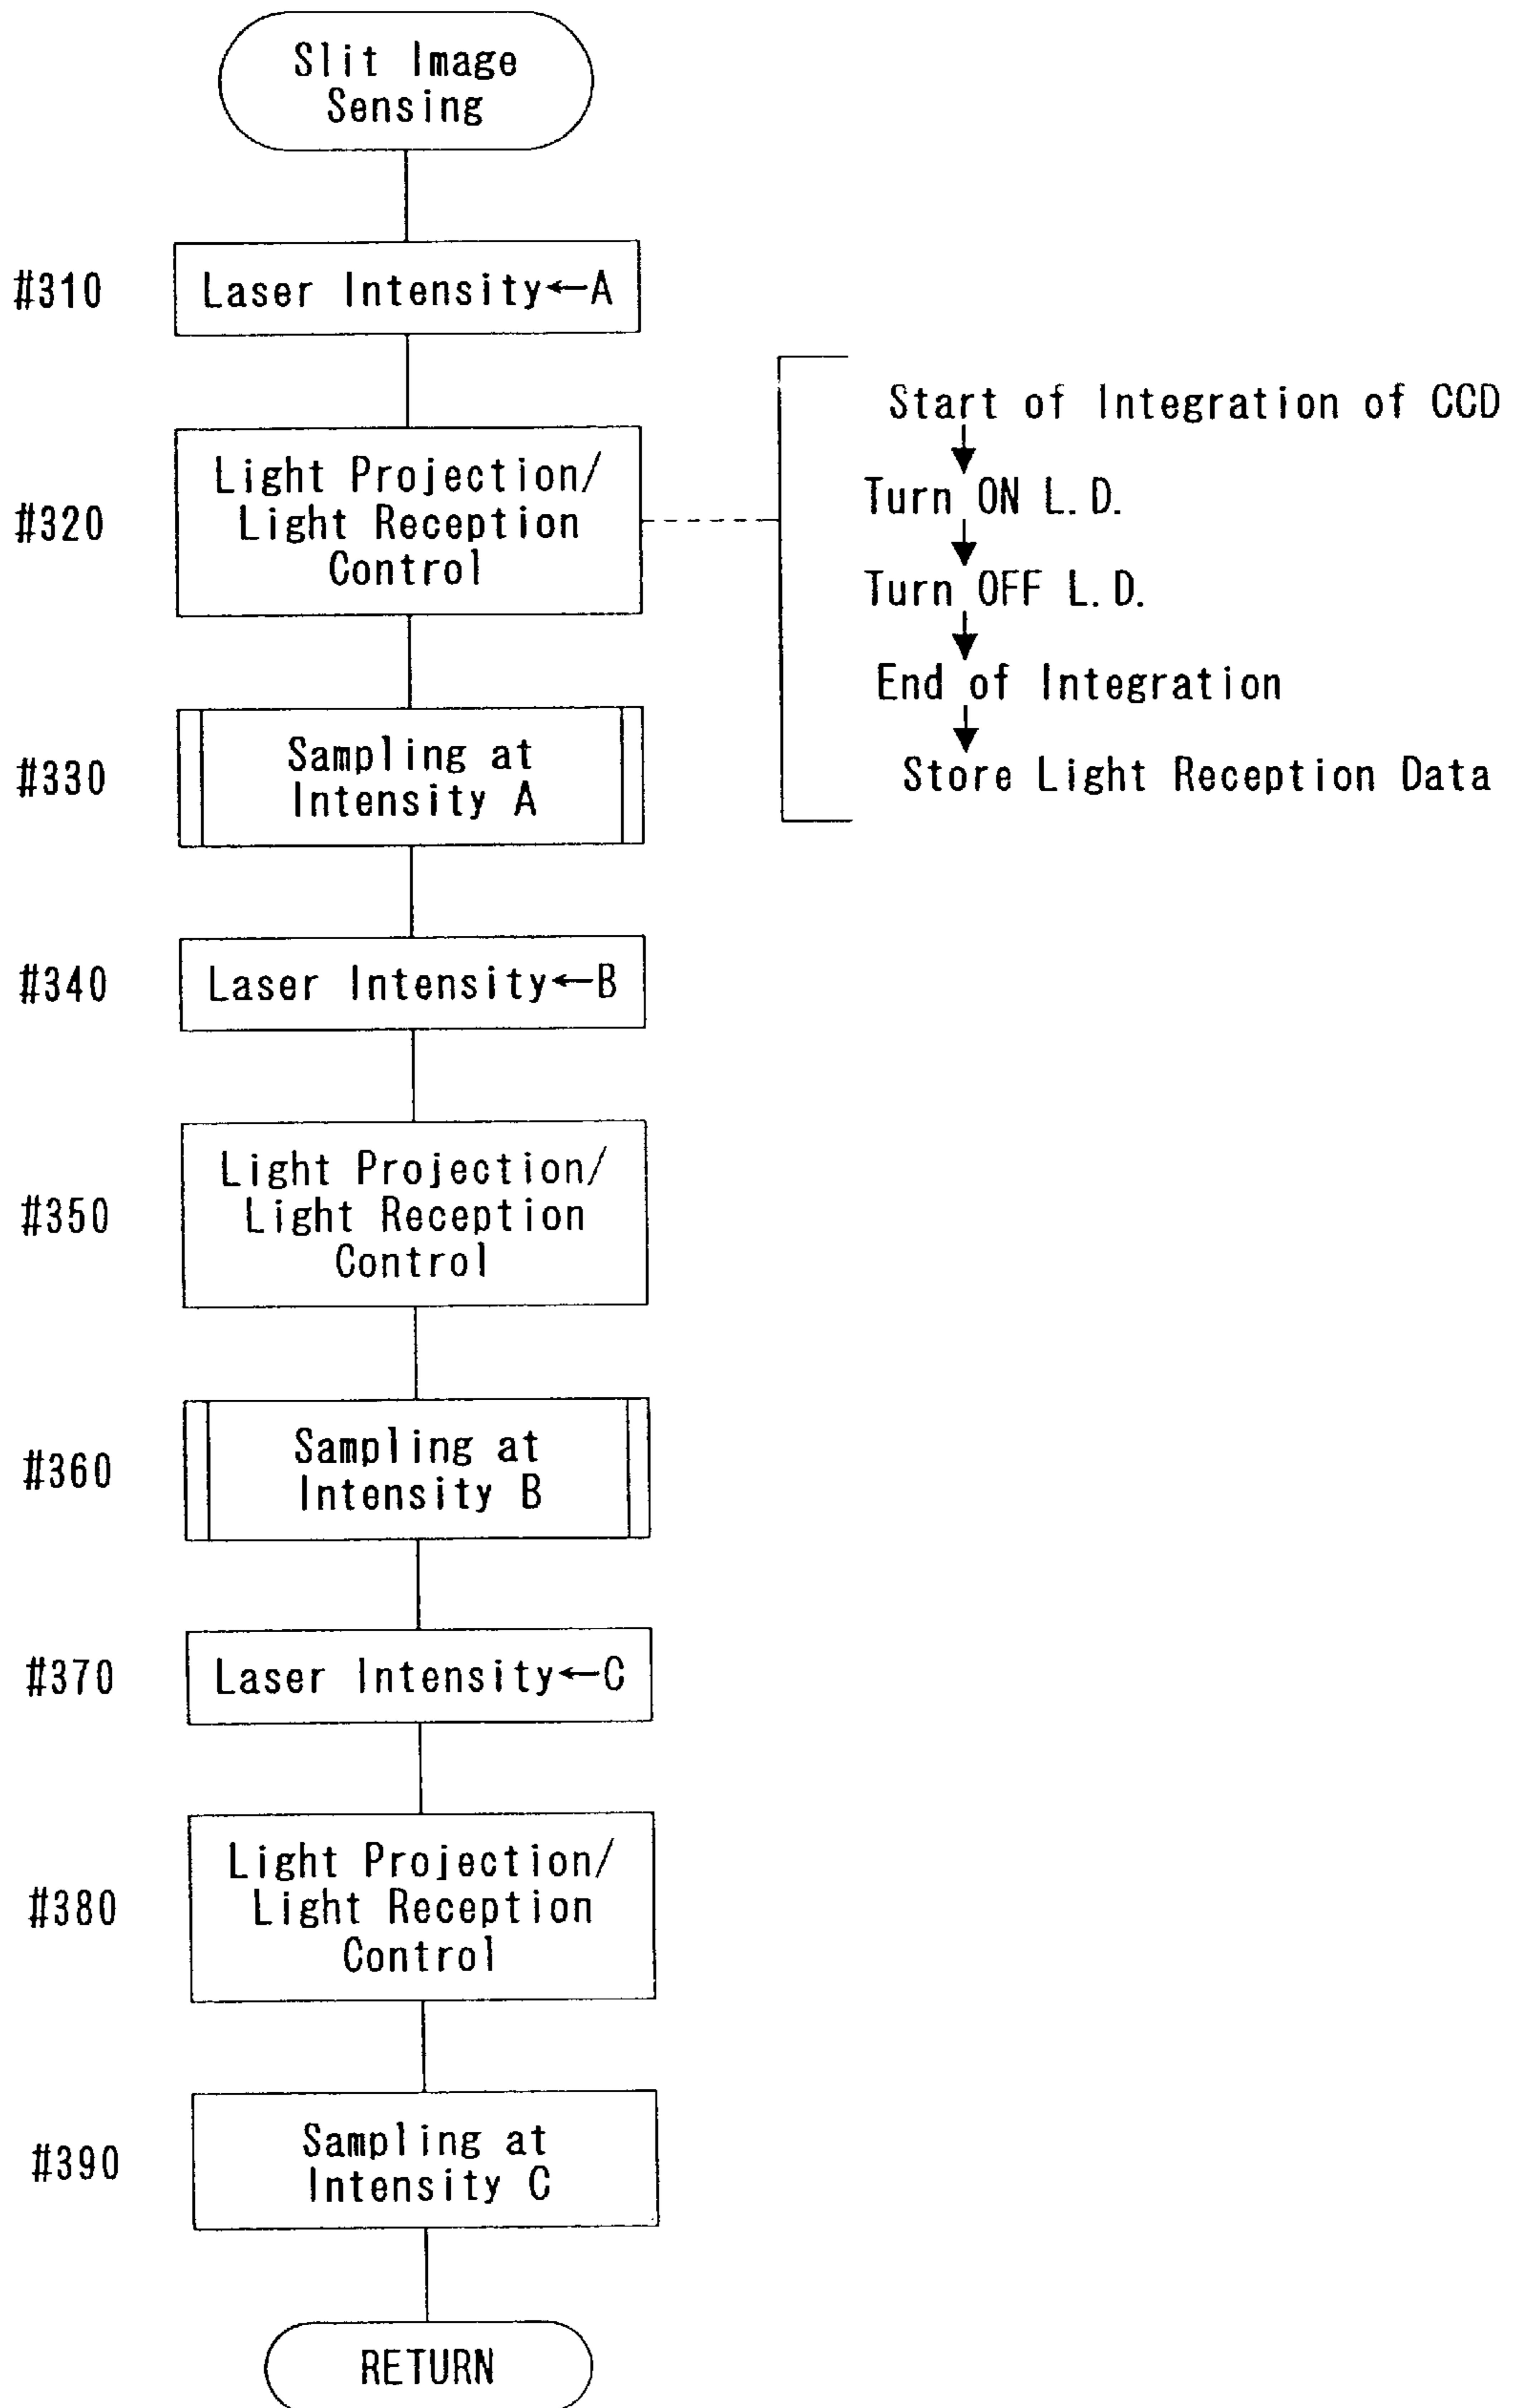 Slit Image
Sensing
#310
Laser Intensity←A
#320
Light Projection/
Light Reception
Control
Start of Integration of CCD
Turn ON L.D.
Turn OFF L.D.
End of Integration
Store Light Reception Data
#330
Sampling at
Intensity A
#340
Laser Intensity←B
#350
Light Projection/
Light Reception
Control
#360
Sampling at
Intensity B
#370
Laser Intensity←C
#380
Light Projection/
Light Reception
Control
#390
Sampling at
Intensity C
RETURN